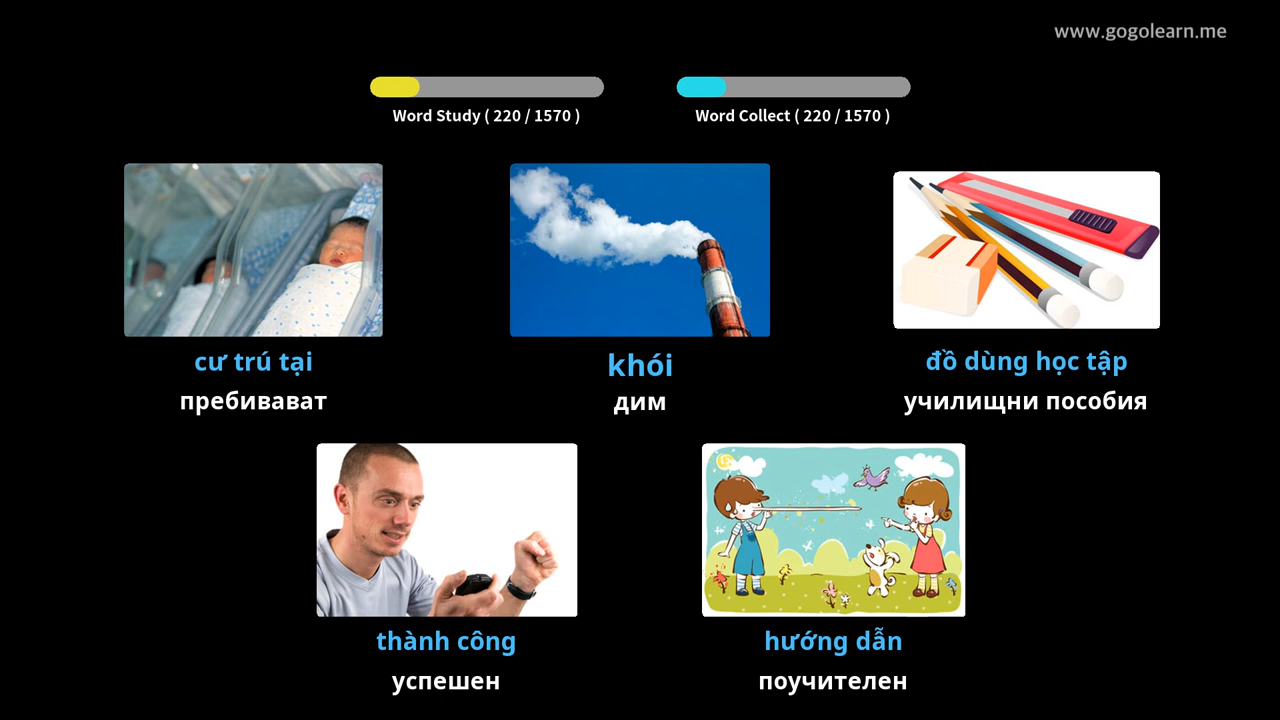 www.gogolearn.me
Word Study ( 220 / 1570 )
Word Collect ( 220 / 1570 )
cư trú tại
пребивават
khói
дим
đồ dùng học tập
училищни пособия
thành công
успешен
hướng dẫn
поучителен